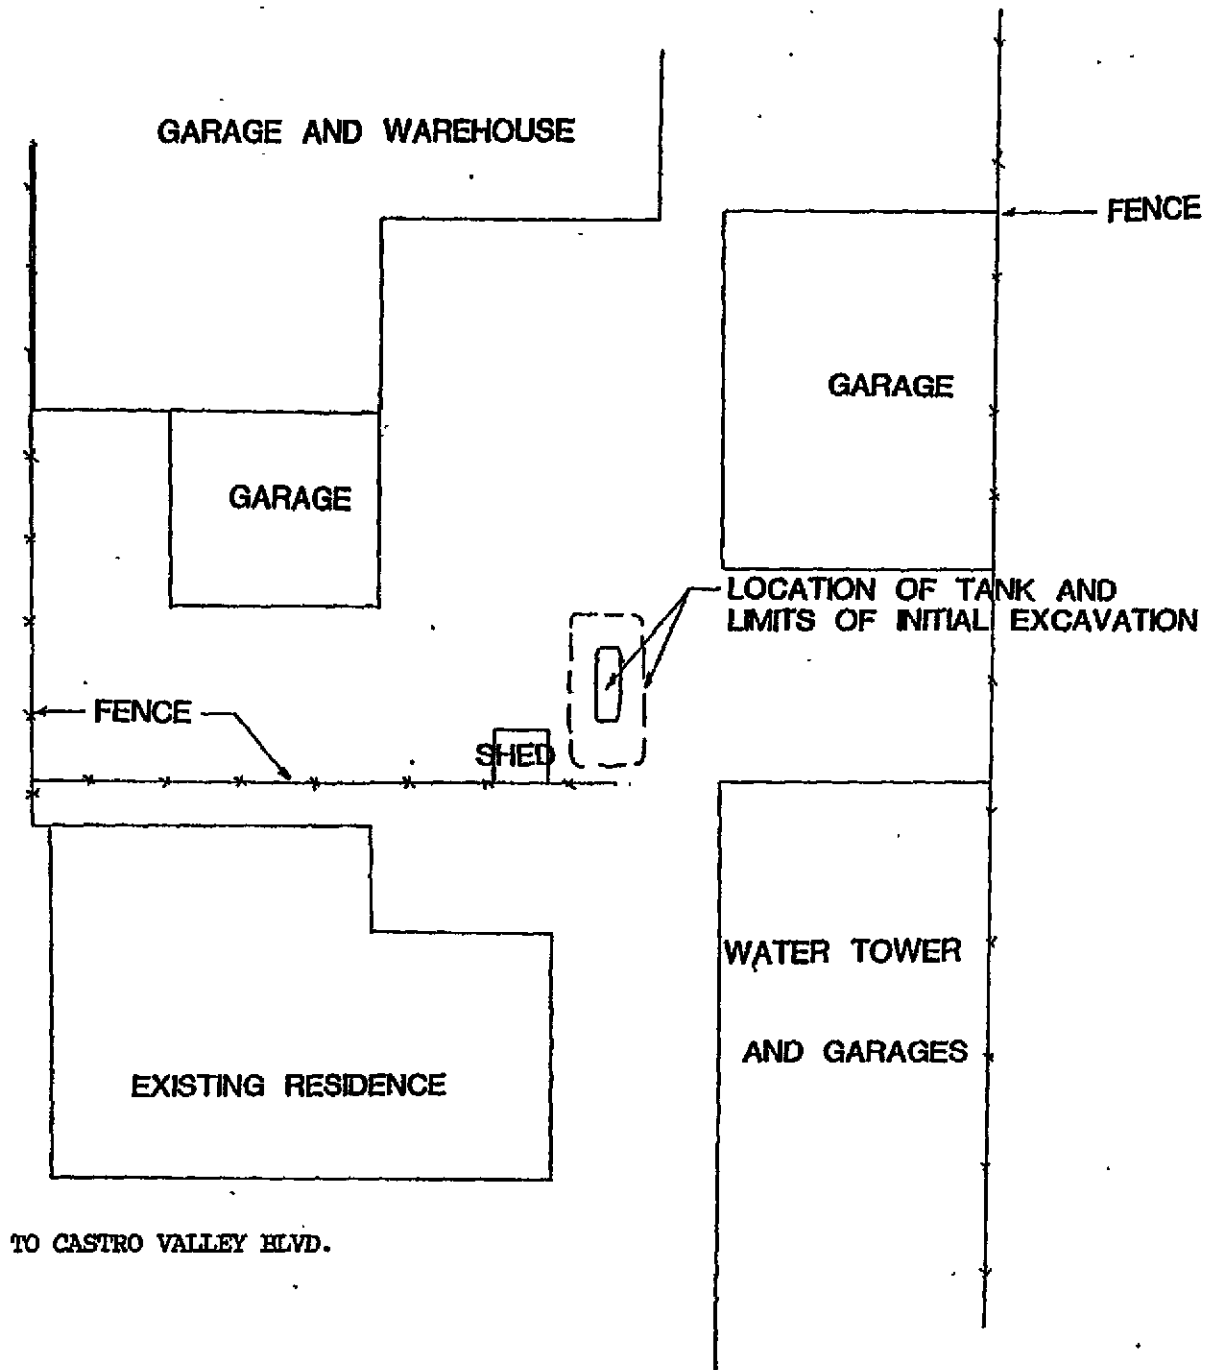 GARAGE AND WAREHOUSE
FENCE
GARAGE
GARAGE
LOCATION OF TANK AND
LIMITS OF INITIAL EXCAVATION
FENCE
SHED
WATER TOWER
AND GARAGES
EXISTING RESIDENCE
TO CASTRO VALLEY BLVD.